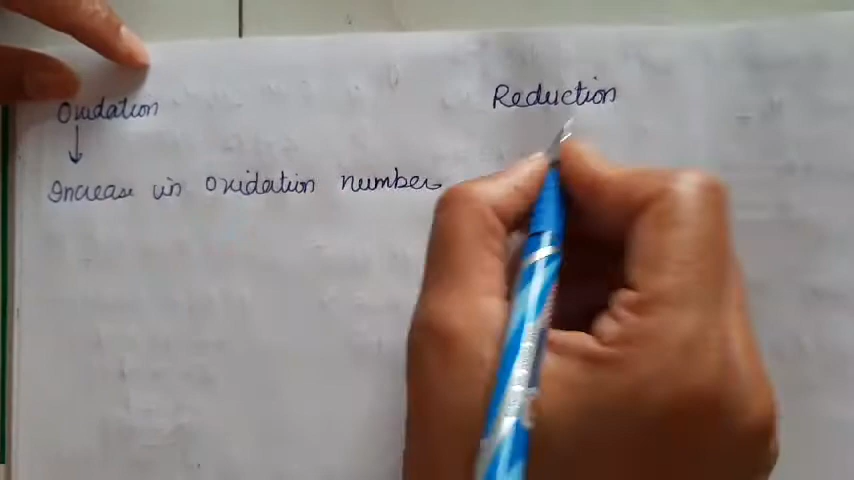 Oxidation
Reduction
↓
Increase in oxidation number